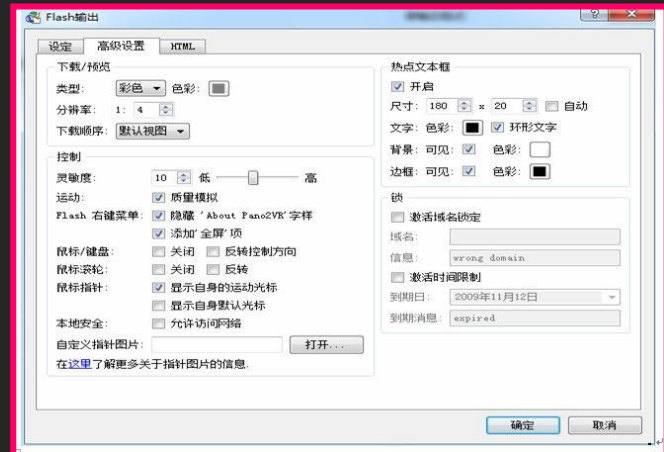 Flash输出
设定 高级设置 HTML
下载/预览
类型: 彩色 色彩:
分辨率: 1: 4
下载顺序: 默认视图
控制
灵敏度: 10 低 高
运动: 质量模拟
Flash 右键菜单: 隐藏 'About Pano2VR'字样
添加'全屏'项
鼠标/键盘: 关闭 反转控制方向
鼠标滚轮: 关闭 反转
鼠标指针: 显示自身的运动光标
显示自身默认光标
本地安全: 允许访问网络
自定义指针图片: 打开...
在这里了解更多关于指针图片的信息.
热点文本框
开启
尺寸: 180 x 20 自动
文字: 色彩: 环形文字
背景: 可见: 色彩:
边框: 可见: 色彩:
锁
激活域名锁定
域名:
信息: wrong domain
激活时间限制
到期日: 2009年11月12日
到期消息: expired
确定 取消